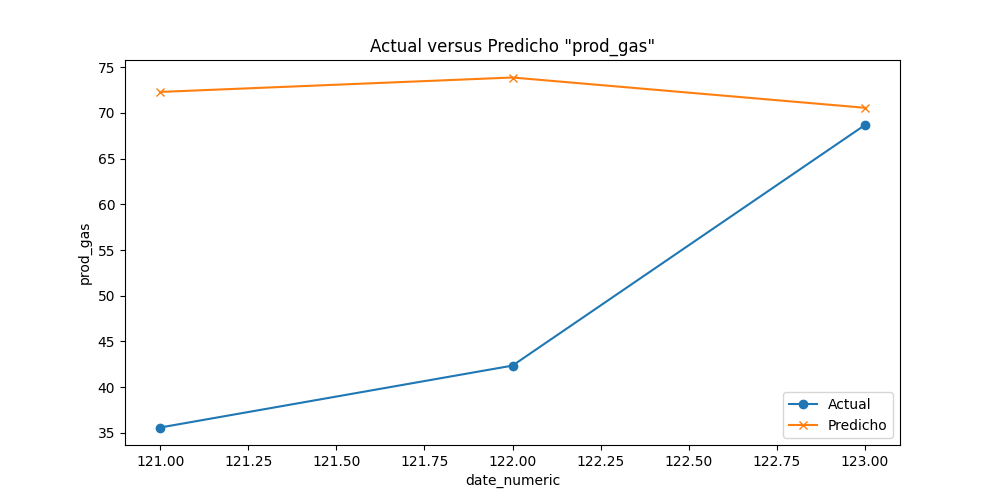 Actual versus Predicho "prod_gas"
75
70
65
60
55
50
45
40
35
prod_gas
Actual
Predicho
121.00 121.25 121.50 121.75 122.00 122.25 122.50 122.75 123.00
date_numeric